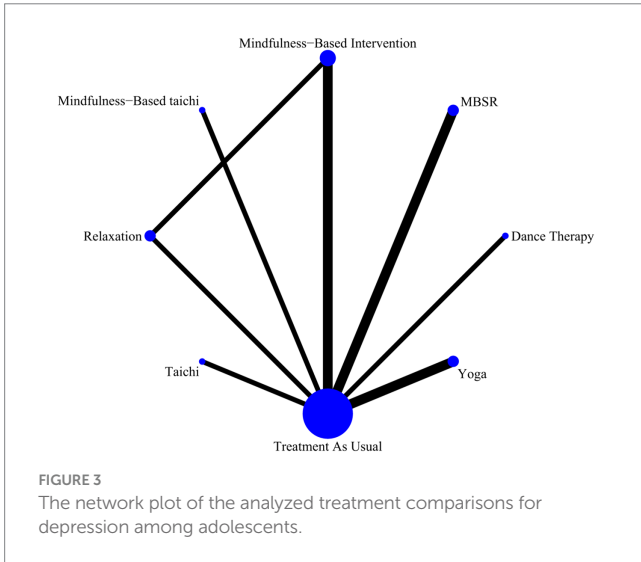 Mindfulness−Based Intervention
Mindfulness−Based taichi
MBSR
Relaxation
Dance Therapy
Taichi
Yoga
Treatment As Usual
FIGURE 3
The network plot of the analyzed treatment comparisons for
depression among adolescents.